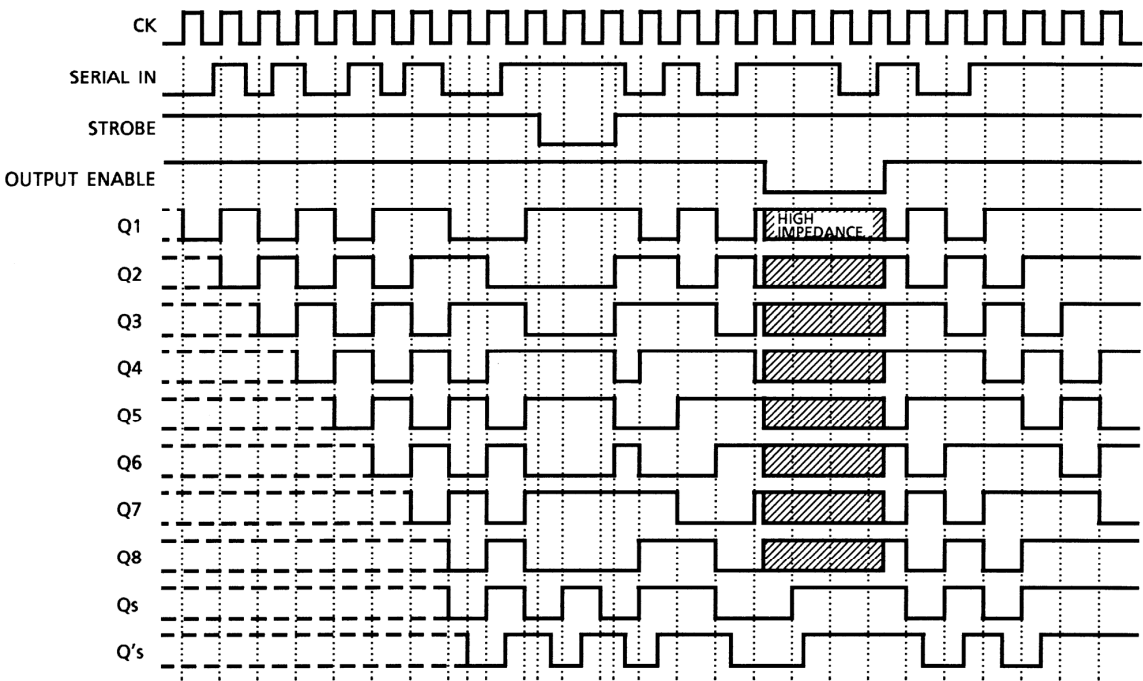 CK
SERIAL IN
STROBE
OUTPUT ENABLE
Q1
HIGH
IMPEDANCE
Q2
Q3
Q4
Q5
Q6
Q7
Q8
Qs
Q's